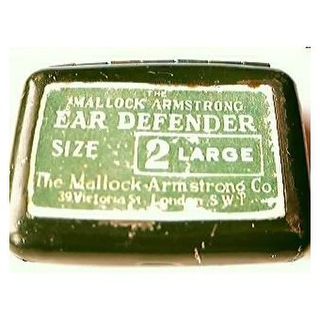 THE
MALLOCK ARMSTRONG
EAR DEFENDER
SIZE 2 LARGE
The Mallock-Armstrong Co.
39 Victoria St. London. S.W.1